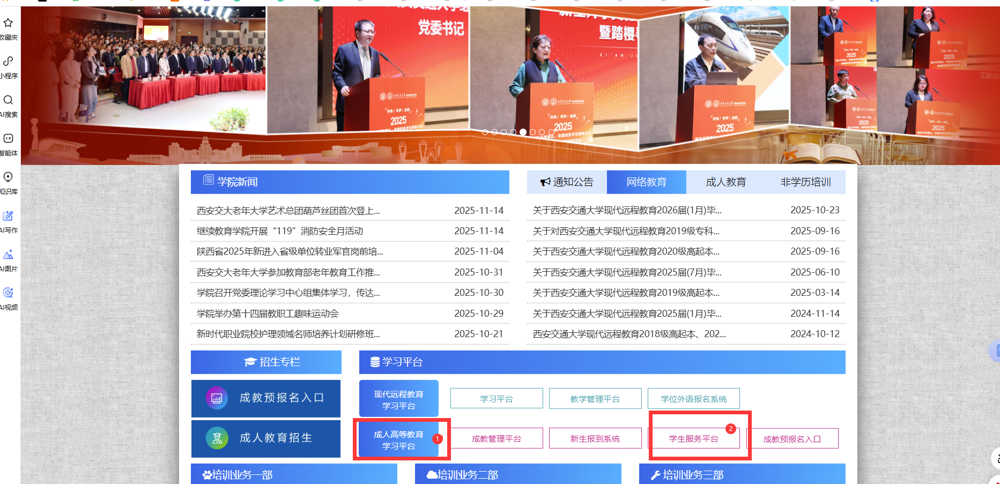 收藏夹
小程序
AI搜索
智能体
知识库
AI写作
AI图片
AI视频
党委书记
暨踏樱寻
2025
2025
2025
2025
2025
2025
2025
学院新闻
西安交大老年大学艺术总团葫芦丝团首次登上...
2025-11-14
继续教育学院开展“119”消防安全月活动
2025-11-14
陕西省2025年新进入省级单位转业军官岗前培...
2025-11-04
西安交大老年大学参加教育部老年教育工作推...
2025-10-31
学院召开党委理论学习中心组集体学习，传达...
2025-10-30
学院举办第十四届教职工趣味运动会
2025-10-29
新时代职业院校护理领域名师培养计划研修班...
2025-10-21
通知公告
网络教育
成人教育
非学历培训
关于西安交通大学现代远程教育2026届(1月)毕...
2025-10-23
关于对西安交通大学现代远程教育2019级专科...
2025-09-16
关于西安交通大学现代远程教育2020级高起本...
2025-09-16
关于西安交通大学现代远程教育2025届(7月)毕...
2025-06-10
关于西安交通大学现代远程教育2019级高起本...
2025-03-14
关于西安交通大学现代远程教育2025届(1月)毕...
2024-11-14
西安交通大学现代远程教育2018级高起本、202...
2024-10-12
招生专栏
成教预报名入口
成人教育招生
学习平台
现代远程教育
学习平台
学习平台
教学管理平台
学位外语报名系统
成人高等教育
学习平台
1
成教管理平台
新生报到系统
学生服务平台
2
成教预报名入口
培训业务一部
培训业务二部
培训业务三部